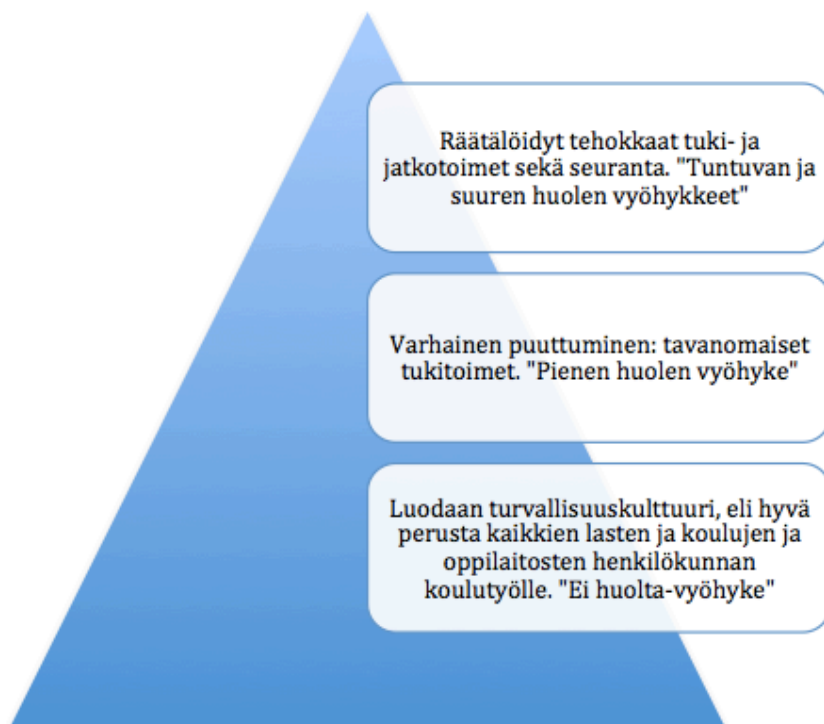 Räätälöidyt tehokkaat tuki- ja
jatkotoimet sekä seuranta. "Tuntuvan ja
suuren huolen vyöhykkeet"
Varhainen puuttuminen: tavanomaiset
tukitoimet. "Pienen huolen vyöhyke"
Luodaan turvallisuuskulttuuri, eli hyvä
perusta kaikkien lasten ja koulujen ja
oppilaitosten henkilökunnan
koulutyölle. "Ei huolta-vyöhyke"